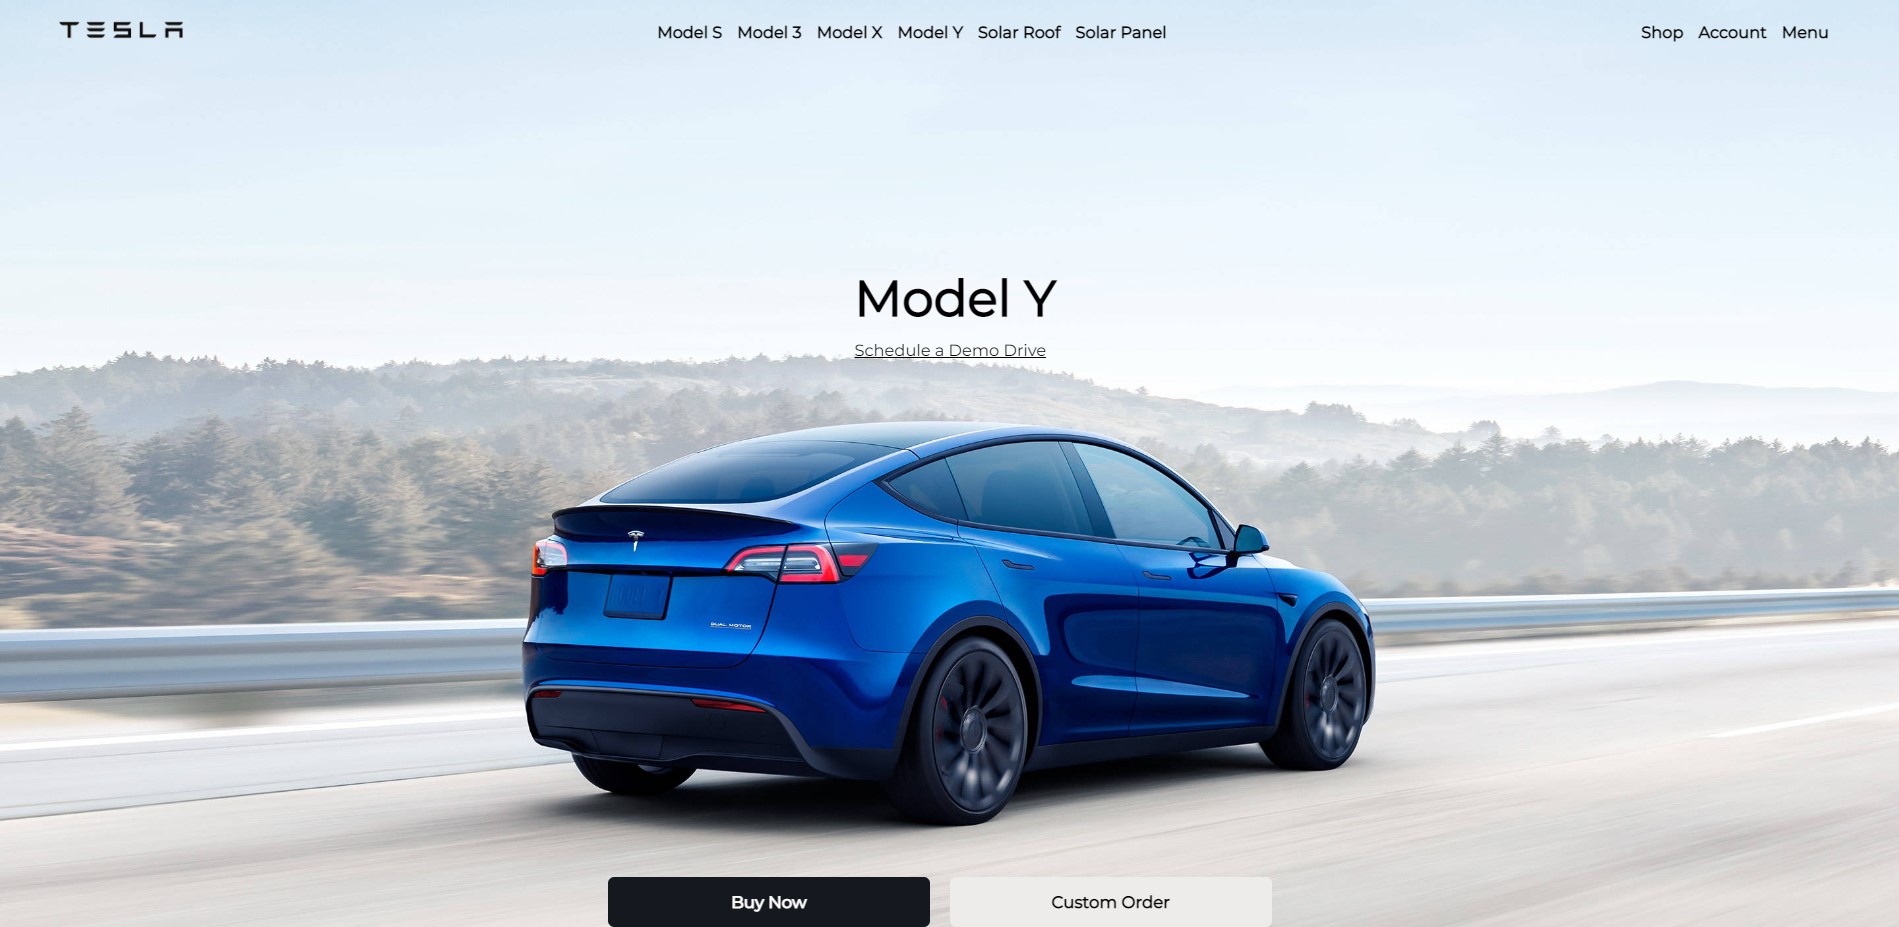 TESLA
Model S Model 3 Model X Model Y Solar Roof Solar Panel
Shop Account Menu
Model Y
Schedule a Demo Drive
DUAL MOTOR
Buy Now
Custom Order